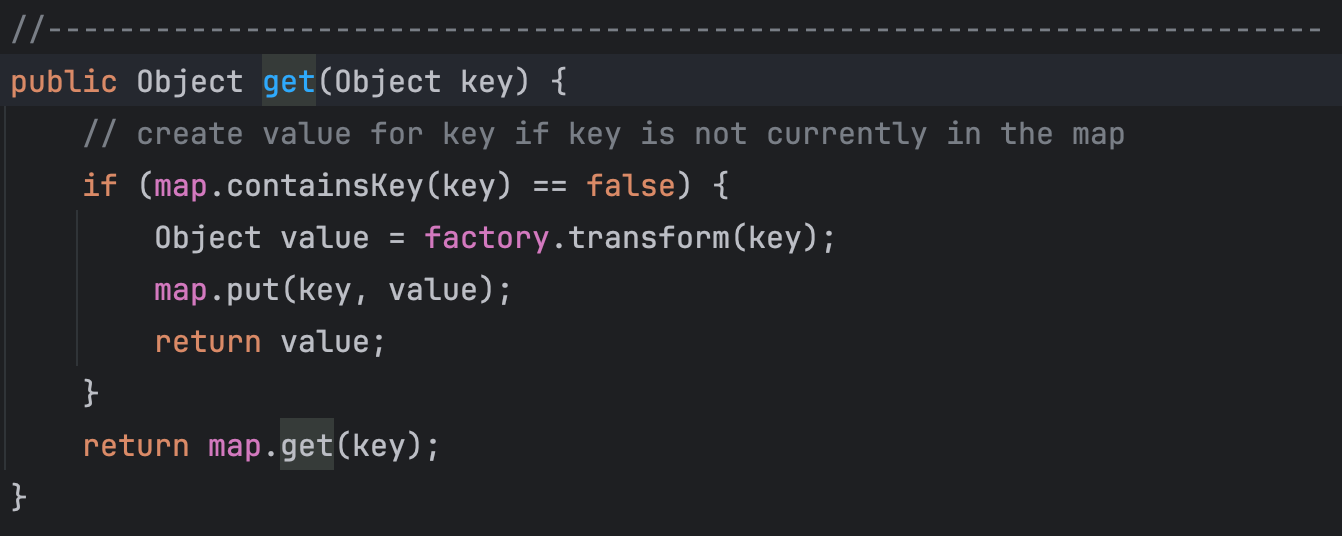 //-----------------------------------------------------------------------
public Object get(Object key) {
    // create value for key if key is not currently in the map
    if (map.containsKey(key) == false) {
        Object value = factory.transform(key);
        map.put(key, value);
        return value;
    }
    return map.get(key);
}